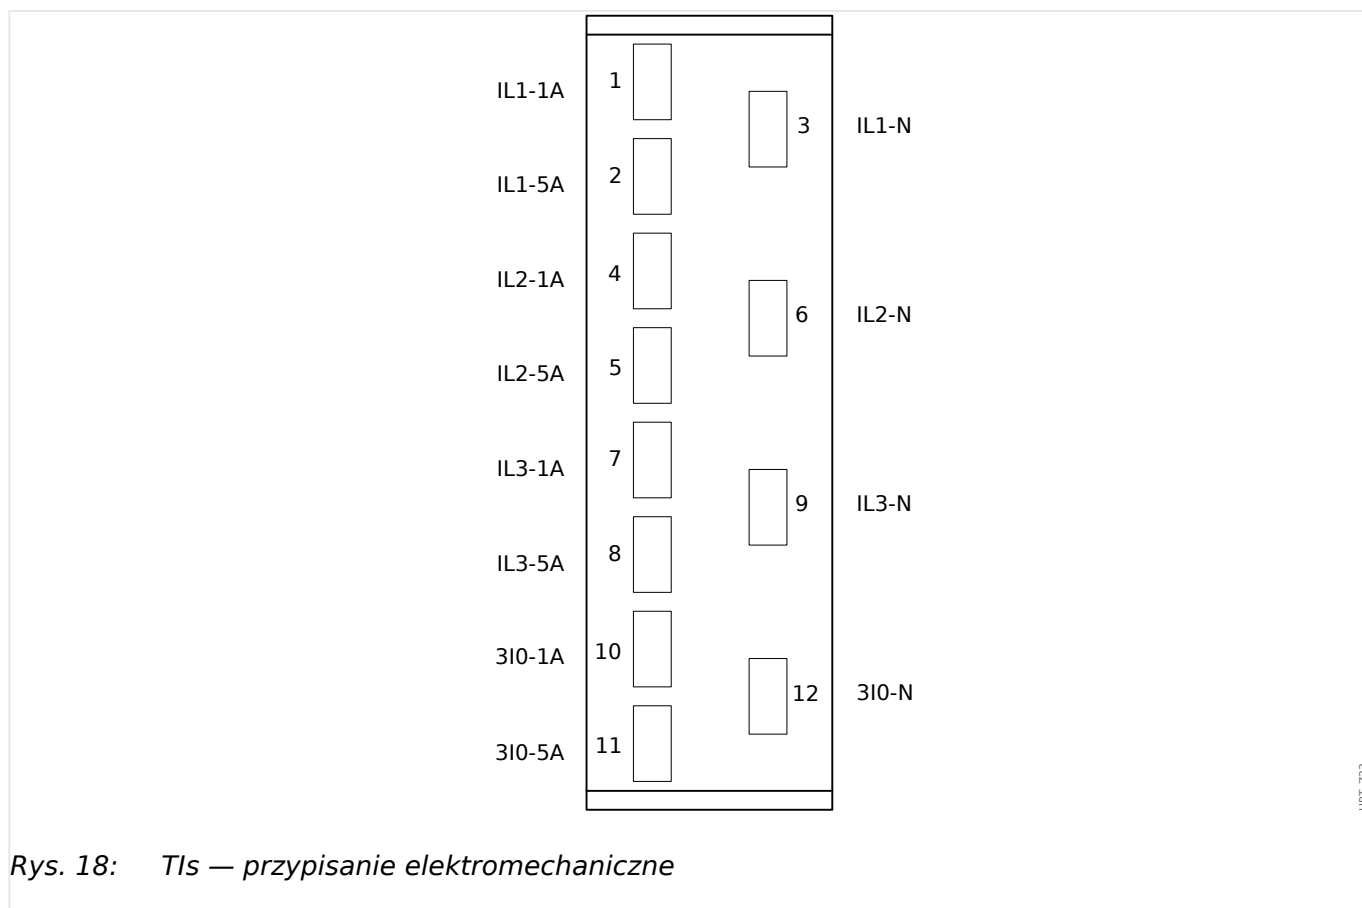 IL1-1A 1
3 IL1-N
IL1-5A 2
IL2-1A 4
6 IL2-N
IL2-5A 5
IL3-1A 7
9 IL3-N
IL3-5A 8
3I0-1A 10
12 3I0-N
3I0-5A 11
Rys. 18: TIs — przypisanie elektromechaniczne